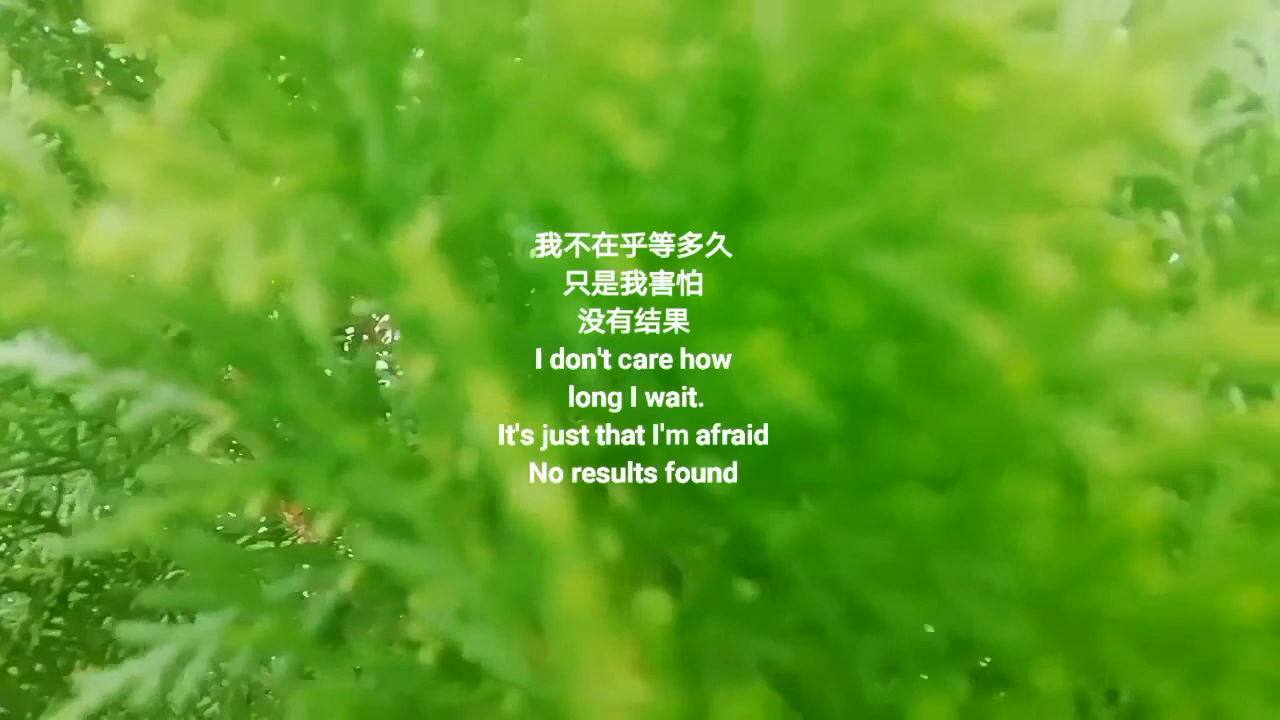 我不在乎等多久
只是我害怕
没有结果
I don't care how
long I wait.
It's just that I'm afraid
No results found